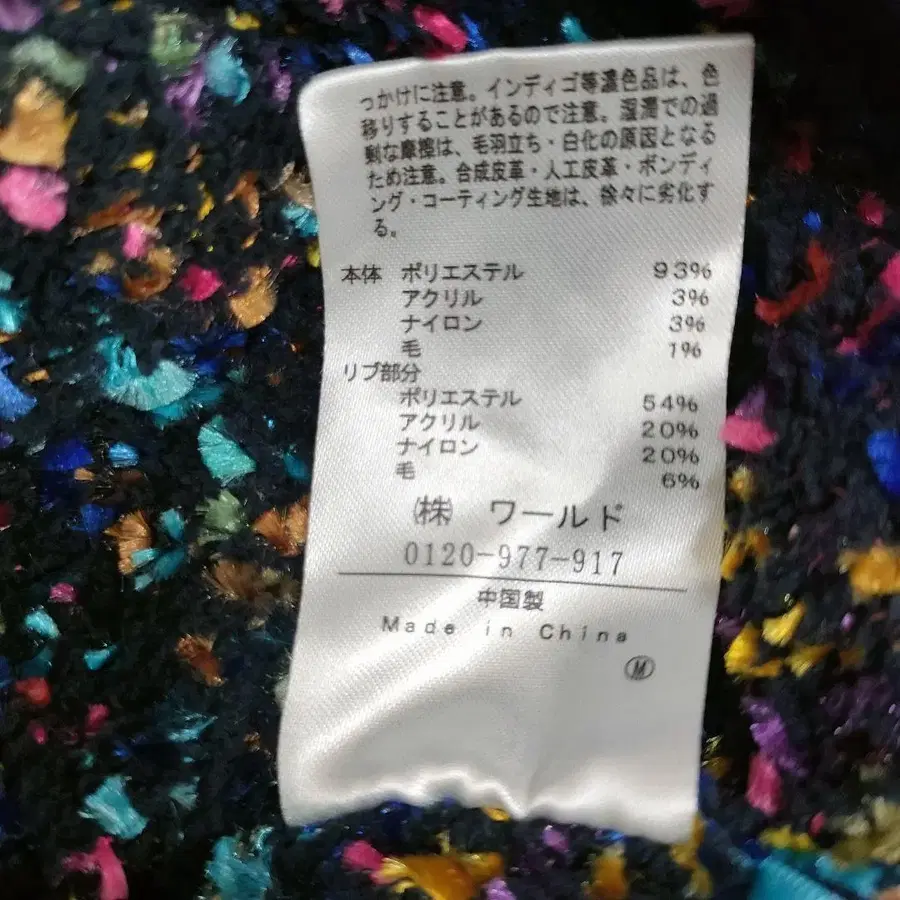 っかけに注意。インディゴ等濃色品は、色
移りすることがあるので注意。湿潤での過
剰な摩擦は、毛羽立ち・白化の原因となる
ため注意。合成皮革・人工皮革・ボンディ
ング・コーティング生地は、徐々に劣化す
る。
本体 ポリエステル 93%
アクリル 3%
ナイロン 3%
毛 1%
リブ部分
ポリエステル 54%
アクリル 20%
ナイロン 20%
毛 6%
㈱ ワールド
0120-977-917
中国製
Made in China
Ⓜ